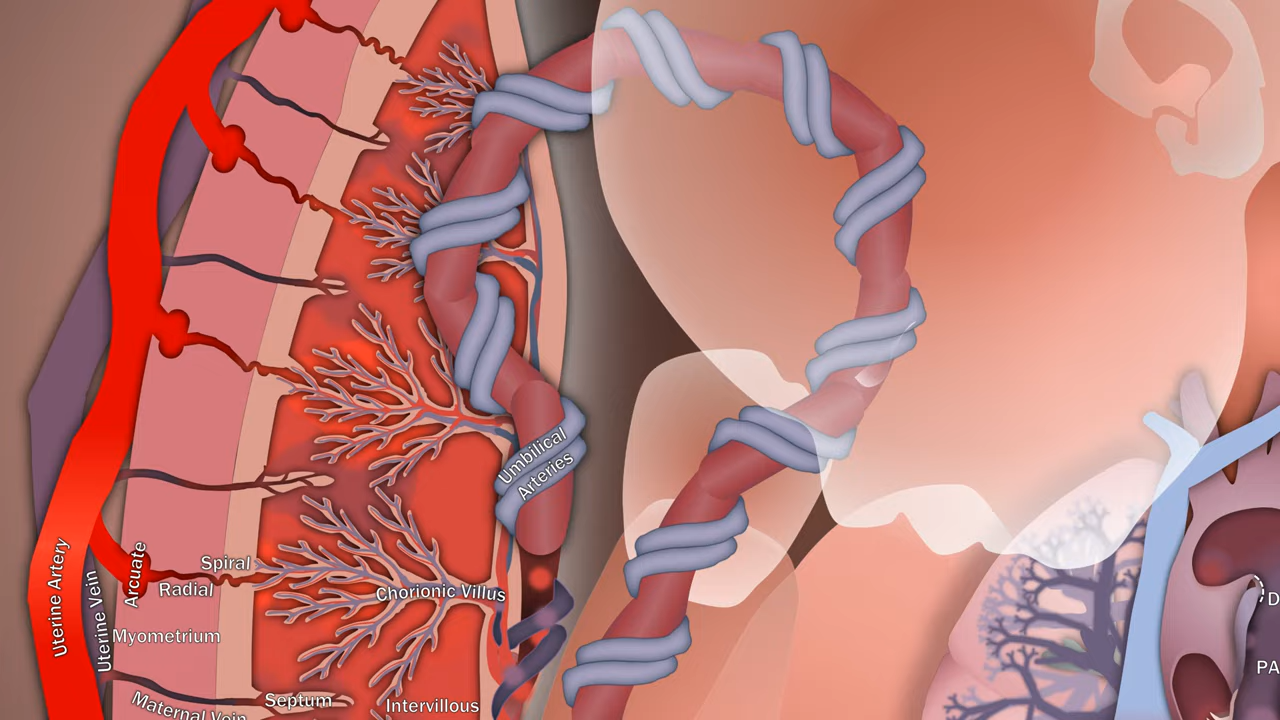 Umbilical
Arteries
Uterine Artery
Uterine Vein
Arcuate
Spiral
Radial
Chorionic Villus
Myometrium
Maternal Vein
Septum
Intervillous
D
PA